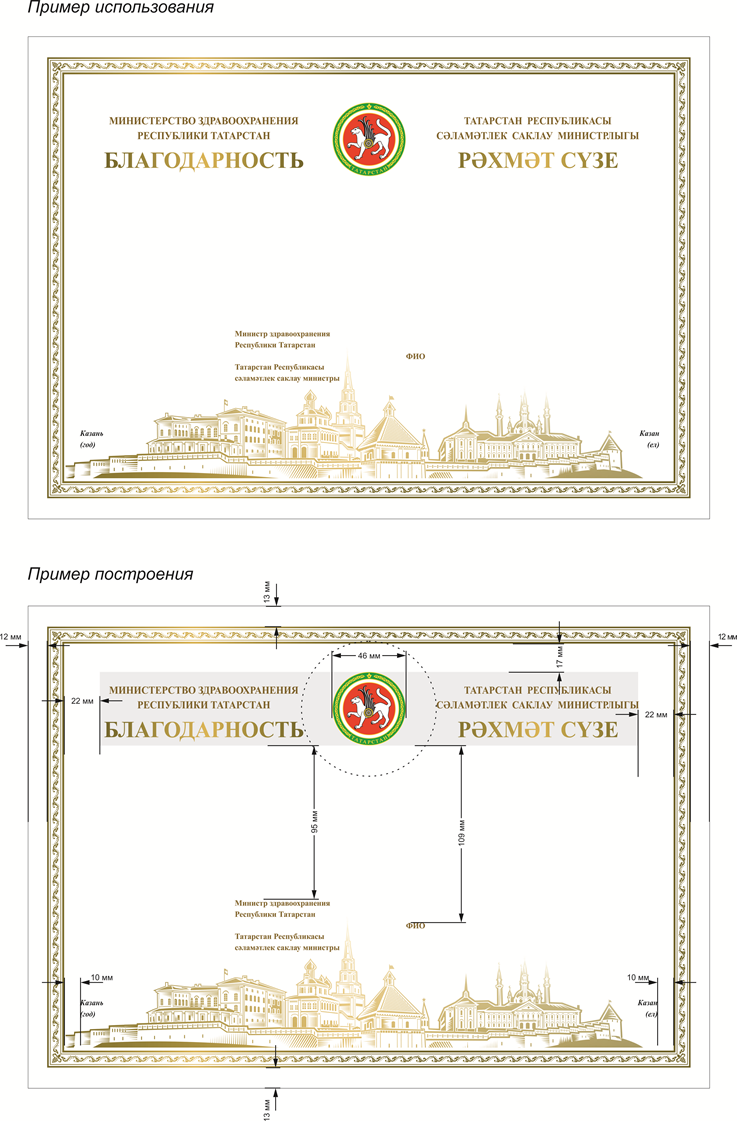 Пример использования
МИНИСТЕРСТВО ЗДРАВООХРАНЕНИЯ
РЕСПУБЛИКИ ТАТАРСТАН
БЛАГОДАРНОСТЬ
ТАТАРСТАН
ТАТАРСТАН РЕСПУБЛИКАСЫ
СӘЛАМӘТЛЕК САКЛАУ МИНИСТРЛЫГЫ
РӘХМӘТ СҮЗЕ
Министр здравоохранения
Республики Татарстан
Татарстан Республикасы
сәламәтлек саклау министры
ФИО
Казань
(год)
Казан
(ел)
Пример построения
13 мм
12 мм
12 мм
46 мм
17 мм
22 мм
МИНИСТЕРСТВО ЗДРАВООХРАНЕНИЯ
РЕСПУБЛИКИ ТАТАРСТАН
БЛАГОДАРНОСТЬ
ТАТАРСТАН
ТАТАРСТАН РЕСПУБЛИКАСЫ
СӘЛАМӘТЛЕК САКЛАУ МИНИСТРЛЫГЫ
РӘХМӘТ СҮЗЕ
22 мм
95 мм
109 мм
Министр здравоохранения
Республики Татарстан
Татарстан Республикасы
сәламәтлек саклау министры
ФИО
10 мм
10 мм
Казань
(год)
Казан
(ел)
13 мм